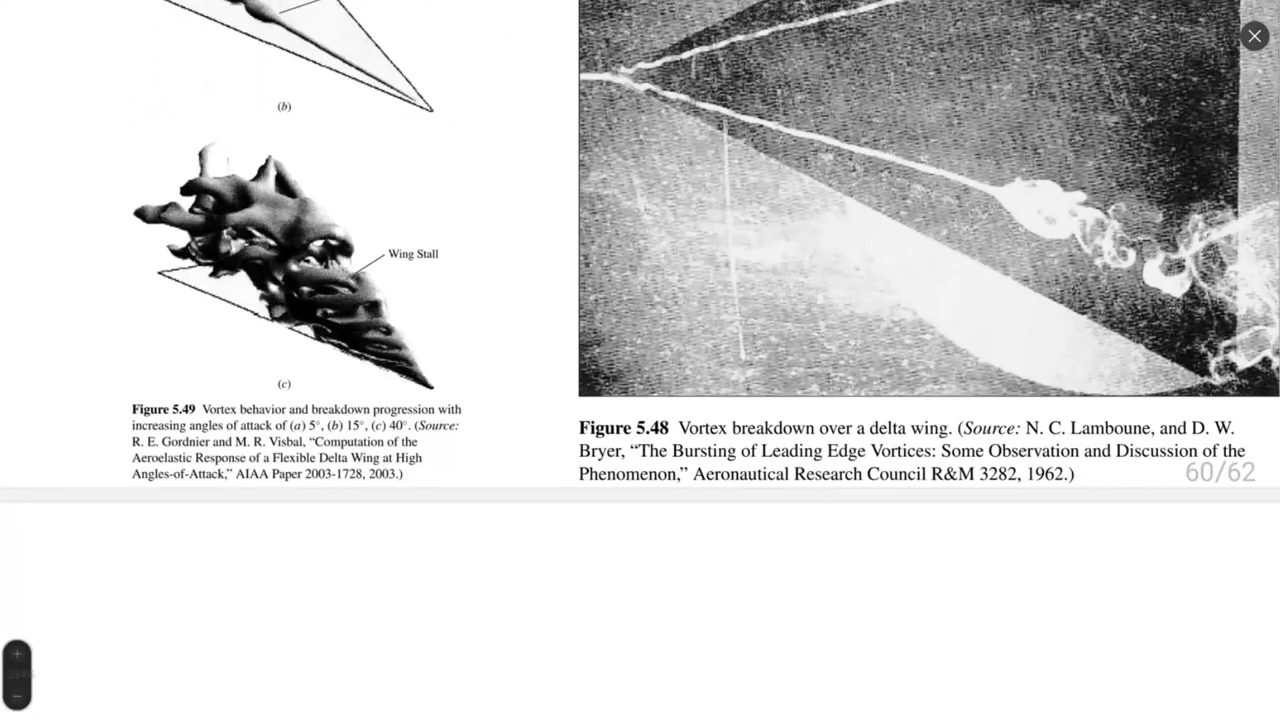 (b)
Wing Stall
(c)
Figure 5.49 Vortex behavior and breakdown progression with
increasing angles of attack of (a) 5°, (b) 15°, (c) 40°. (Source:
R. E. Gordnier and M. R. Visbal, “Computation of the
Aeroelastic Response of a Flexible Delta Wing at High
Angles-of-Attack,” AIAA Paper 2003-1728, 2003.)
Figure 5.48 Vortex breakdown over a delta wing. (Source: N. C. Lamboune, and D. W.
Bryer, “The Bursting of Leading Edge Vortices: Some Observation and Discussion of the
Phenomenon,” Aeronautical Research Council R&M 3282, 1962.)
60/62